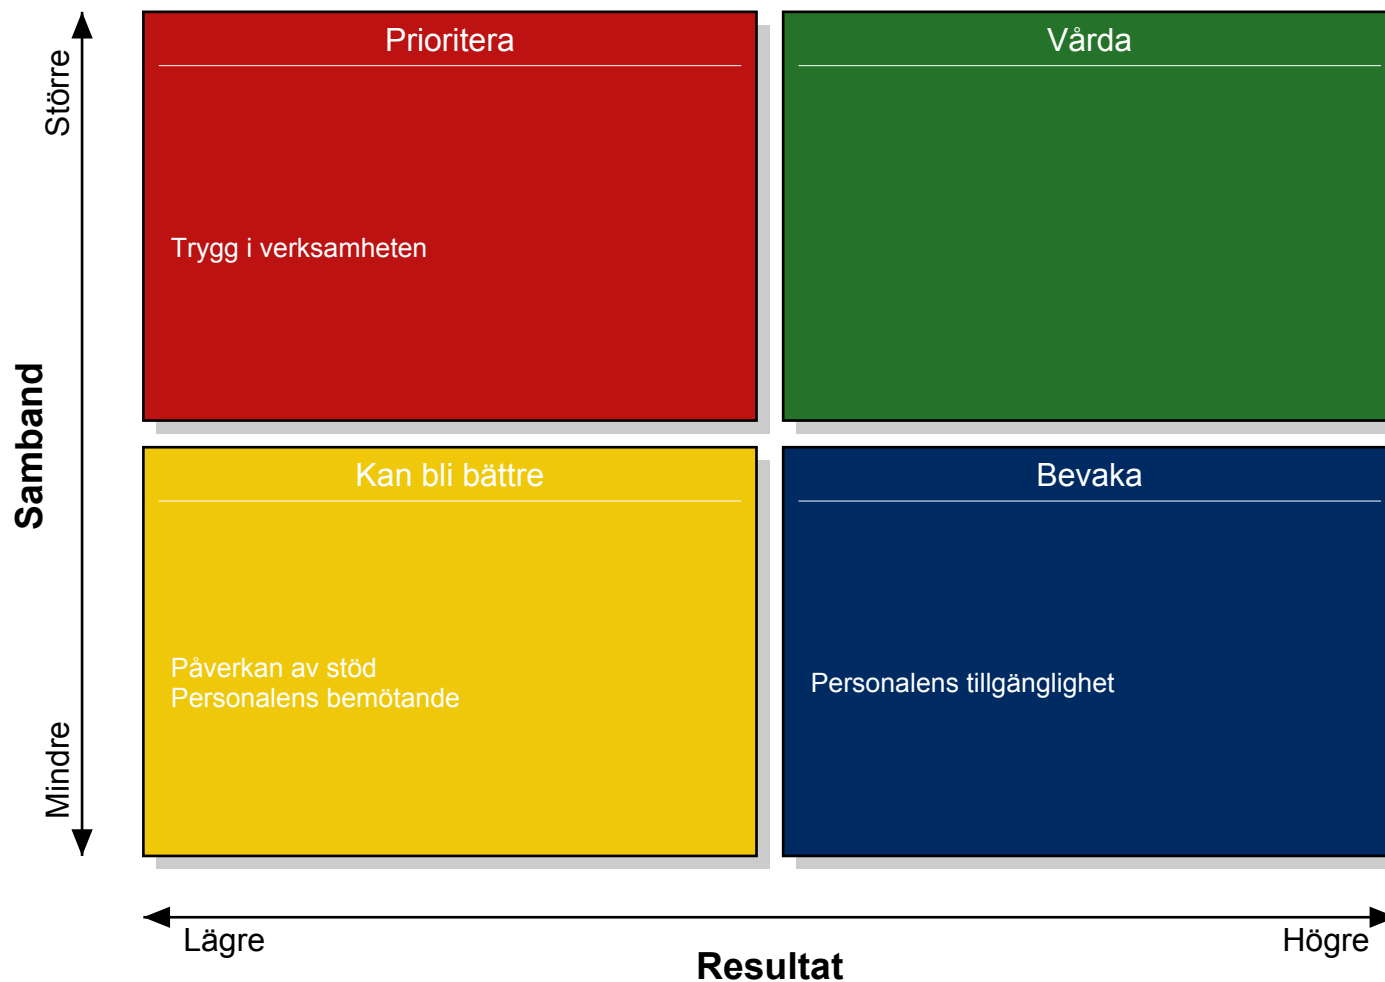 Större
Prioritera
Vårda
Trygg i verksamheten
Samband
Kan bli bättre
Bevaka
Påverkan av stöd
Personalens bemötande
Personalens tillgänglighet
Mindre
Lägre
Högre
Resultat